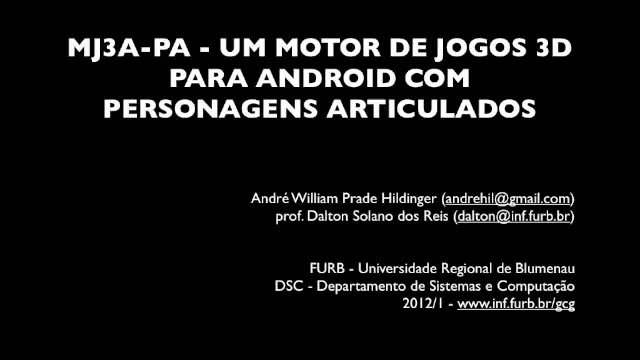 MJ3A-PA - UM MOTOR DE JOGOS 3D
PARA ANDROID COM
PERSONAGENS ARTICULADOS
André William Prade Hildinger (andrehil@gmail.com)
prof. Dalton Solano dos Reis (dalton@inf.furb.br)
FURB - Universidade Regional de Blumenau
DSC - Departamento de Sistemas e Computação
2012/1 - www.inf.furb.br/gcg